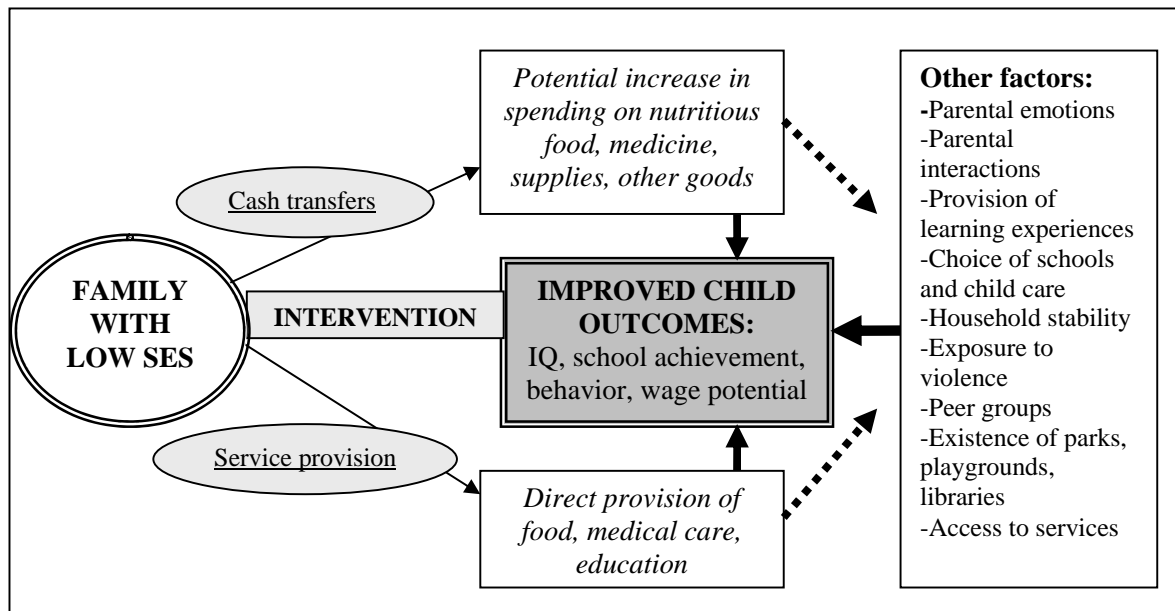 FAMILY
WITH
LOW SES
Cash transfers
INTERVENTION
Service provision
Potential increase in
spending on nutritious
food, medicine,
supplies, other goods
IMPROVED CHILD
OUTCOMES:
IQ, school achievement,
behavior, wage potential
Direct provision of
food, medical care,
education
Other factors:
-Parental emotions
-Parental
interactions
-Provision of
learning experiences
-Choice of schools
and child care
-Household stability
-Exposure to
violence
-Peer groups
-Existence of parks,
playgrounds,
libraries
-Access to services